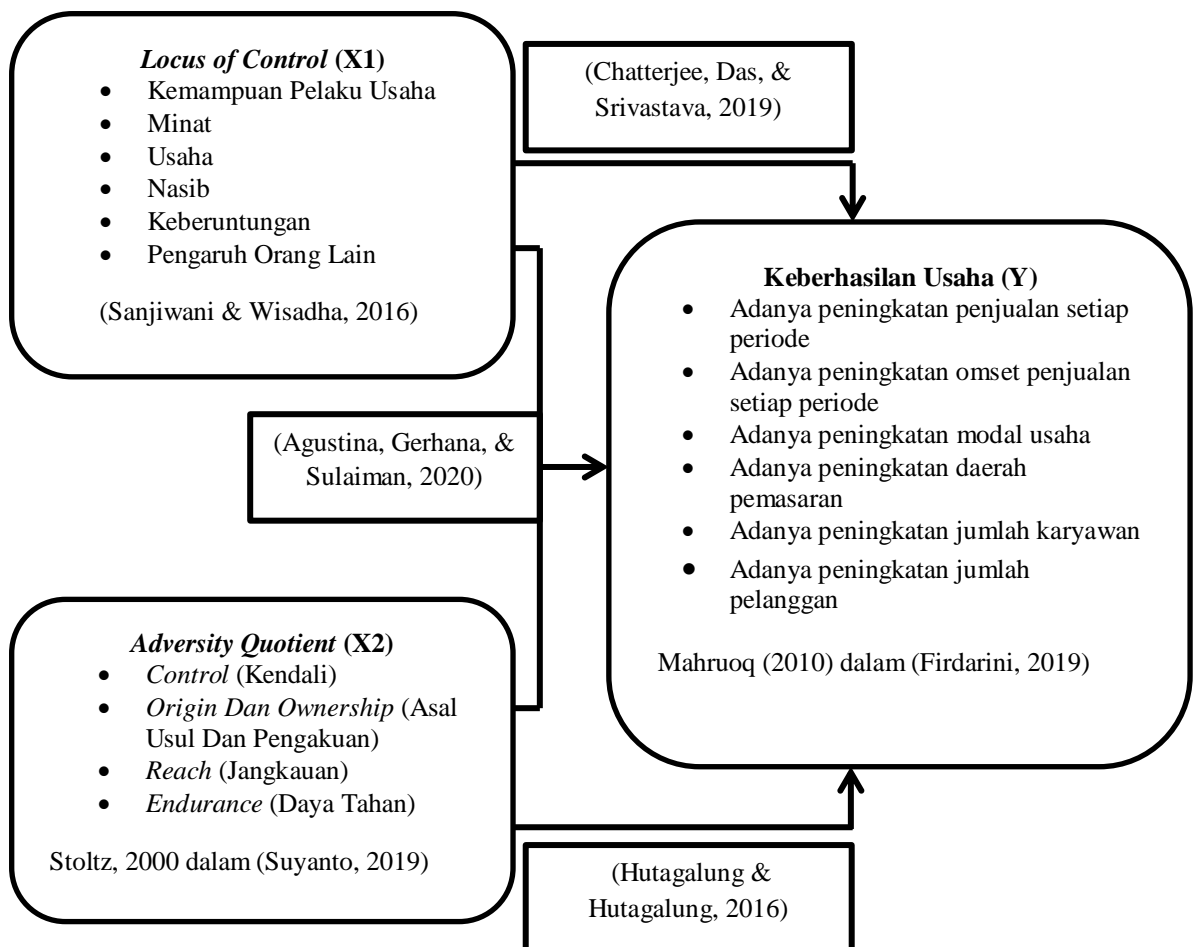 Locus of Control (X1)
• Kemampuan Pelaku Usaha
• Minat
• Usaha
• Nasib
• Keberuntungan
• Pengaruh Orang Lain
(Sanjiwani & Wisadha, 2016)
(Chatterjee, Das, &
Srivastava, 2019)
(Agustina, Gerhana, &
Sulaiman, 2020)
Keberhasilan Usaha (Y)
• Adanya peningkatan penjualan setiap
periode
• Adanya peningkatan omset penjualan
setiap periode
• Adanya peningkatan modal usaha
• Adanya peningkatan daerah
pemasaran
• Adanya peningkatan jumlah karyawan
• Adanya peningkatan jumlah
pelanggan
Mahruoq (2010) dalam (Firdarini, 2019)
Adversity Quotient (X2)
• Control (Kendali)
• Origin Dan Ownership (Asal
Usul Dan Pengakuan)
• Reach (Jangkauan)
• Endurance (Daya Tahan)
Stoltz, 2000 dalam (Suyanto, 2019)
(Hutagalung &
Hutagalung, 2016)